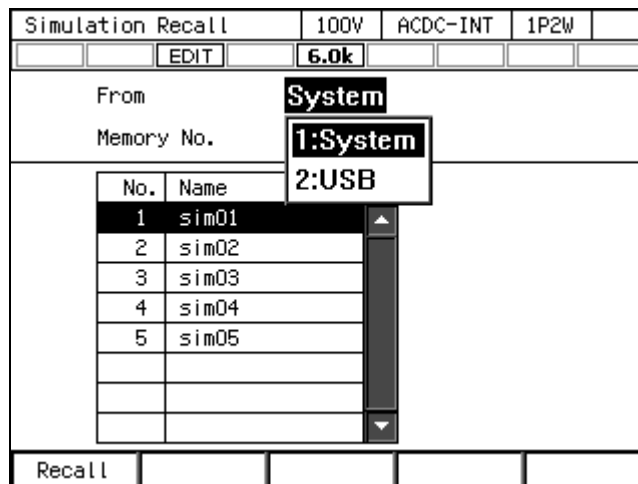 Simulation Recall 100V ACDC-INT 1P2W
EDIT 6.0k
From System
Memory No. 1:System
2:USB
No. Name
1 sim01
2 sim02
3 sim03
4 sim04
5 sim05
Recall